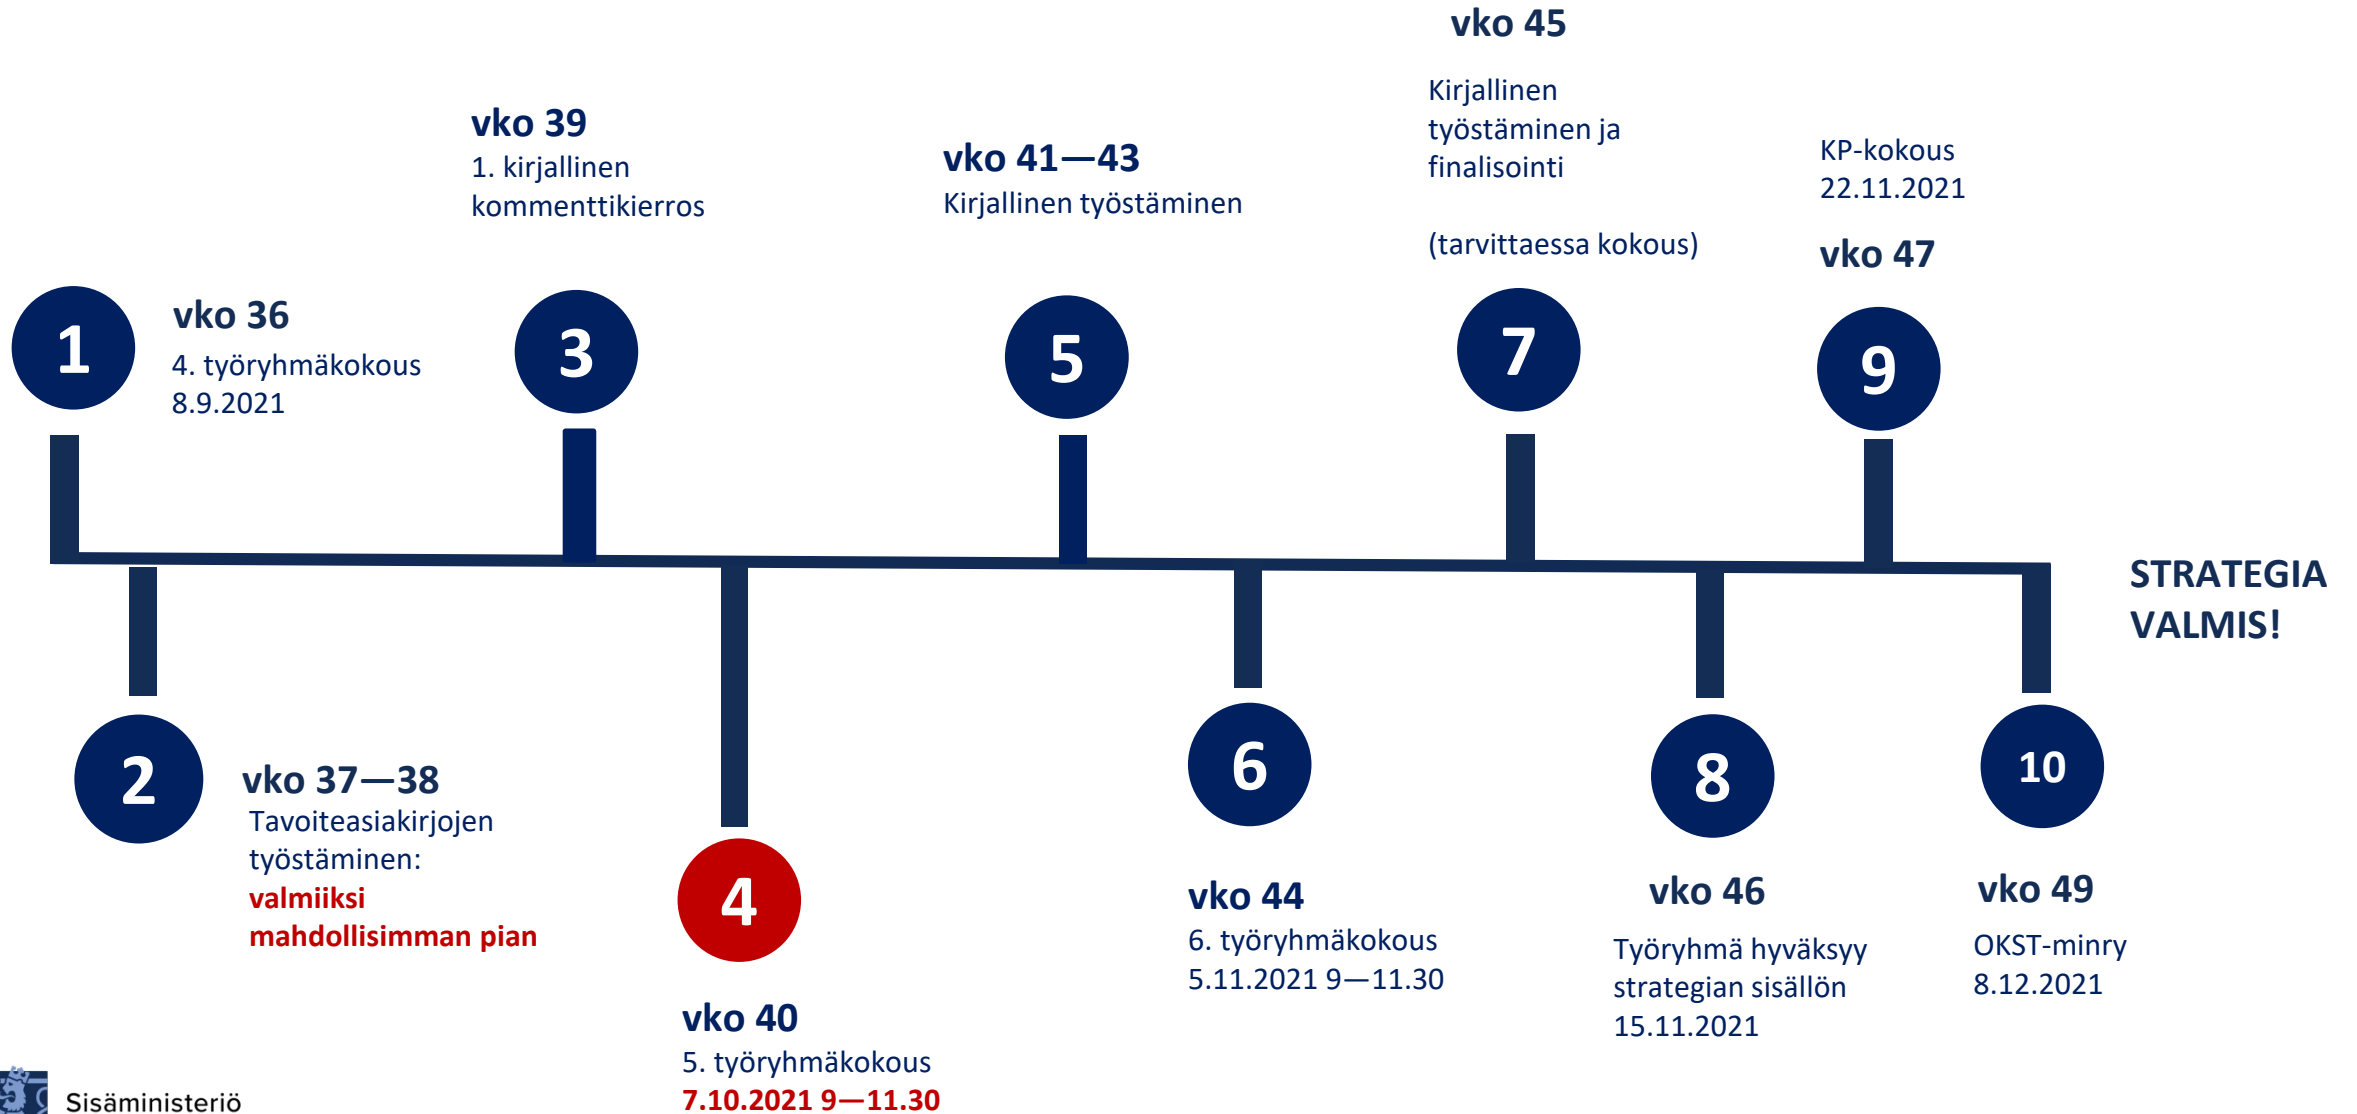 1
vko 36
4. työryhmäkokous
8.9.2021
2
vko 37—38
Tavoiteasiakirjojen
työstäminen:
valmiiksi
mahdollisimman pian
vko 39
1. kirjallinen
kommenttikierros
3
4
vko 40
5. työryhmäkokous
7.10.2021 9—11.30
vko 41—43
Kirjallinen työstäminen
5
6
vko 44
6. työryhmäkokous
5.11.2021 9—11.30
vko 45
Kirjallinen
työstäminen ja
finalisointi
(tarvittaessa kokous)
7
8
vko 46
Työryhmä hyväksyy
strategian sisällön
15.11.2021
KP-kokous
22.11.2021
vko 47
9
10
vko 49
OKST-minry
8.12.2021
STRATEGIA
VALMIS!
Sisäministeriö